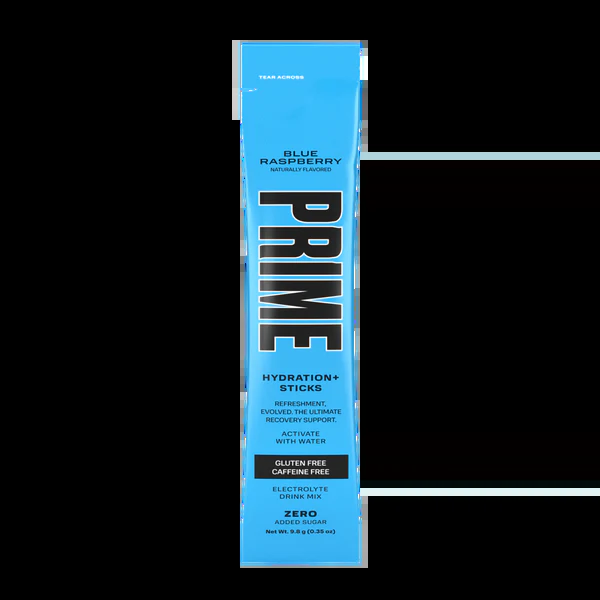 TEAR ACROSS
BLUE
RASPBERRY
NATURALLY FLAVORED
PRIME
HYDRATION+
STICKS
REFRESHMENT,
EVOLVED. THE ULTIMATE
RECOVERY SUPPORT.
ACTIVATE
WITH WATER
GLUTEN FREE
CAFFEINE FREE
ELECTROLYTE
DRINK MIX
ZERO
ADDED SUGAR
Net Wt. 9.8 g (0.35 oz)